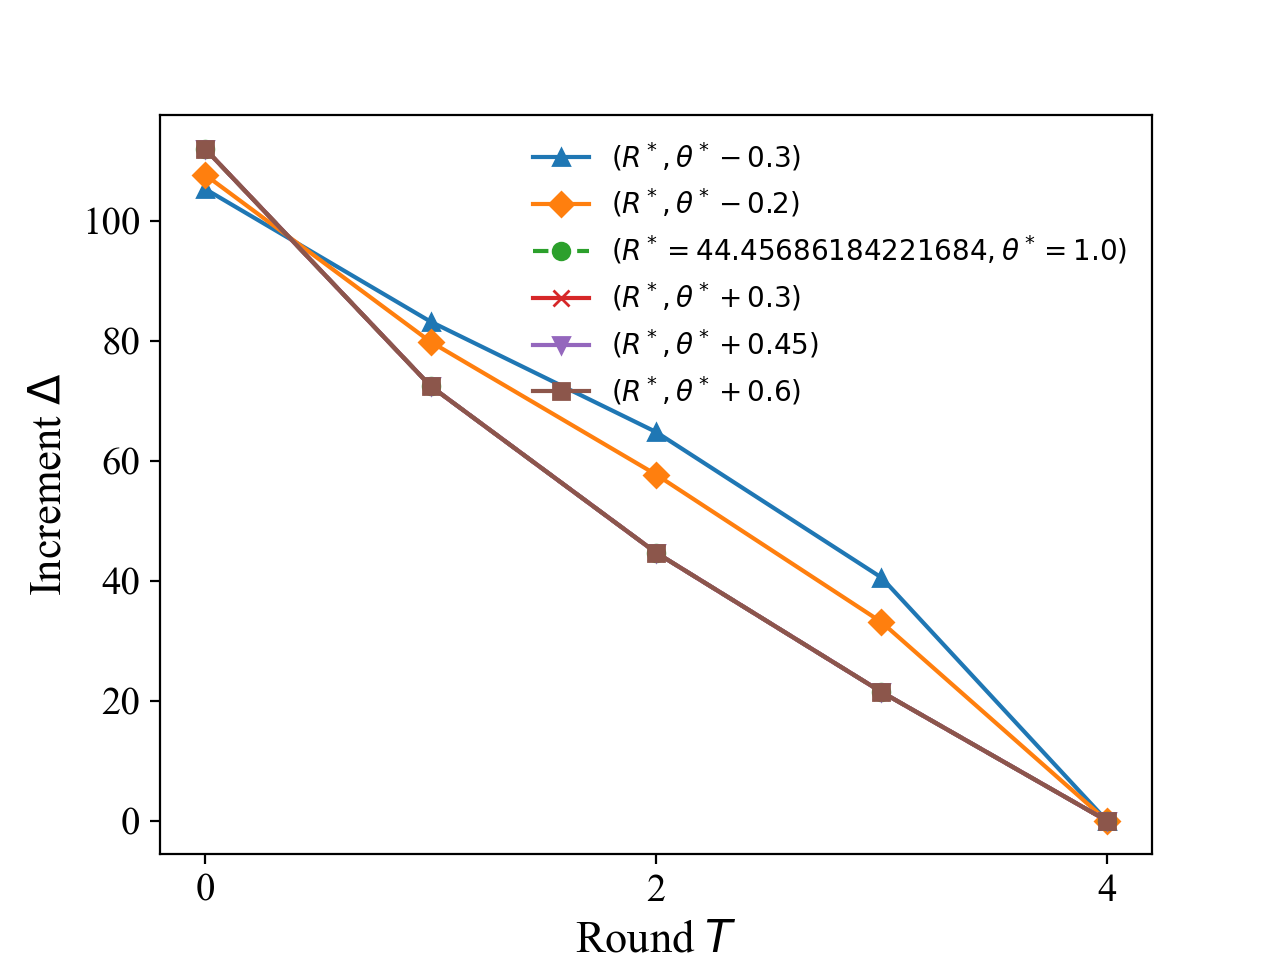 (R*, θ* − 0.3)
(R*, θ* − 0.2)
(R* = 44.45686184221684, θ* = 1.0)
(R*, θ* + 0.3)
(R*, θ* + 0.45)
(R*, θ* + 0.6)
100
80
60
40
20
0
Increment Δ
0 2 4
Round T